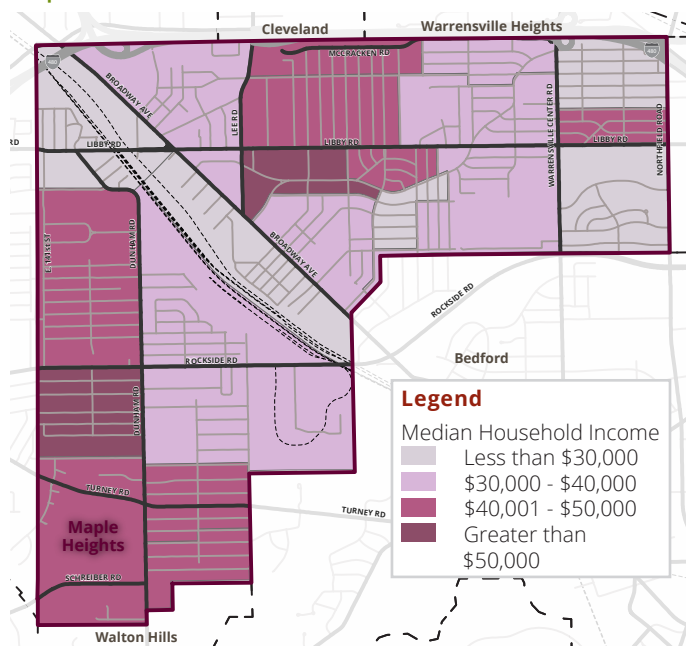 Cleveland
Warrensville Heights
480
480
MCCRACKEN RD
BROADWAY AVE
LEE RD
WARRENSVILLE CENTER RD
NORTHFIELD ROAD
RD
LIBBY RD
LIBBY RD
LIBBY RD
E 141st ST
DUNHAM RD
BROADWAY AVE
ROCKSIDE RD
ROCKSIDE RD
Bedford
DUNHAM RD
Legend
Median Household Income
Less than $30,000
$30,000 - $40,000
$40,001 - $50,000
Greater than
$50,000
TURNEY RD
TURNEY RD
Maple
Heights
SCHREIBER RD
Walton Hills